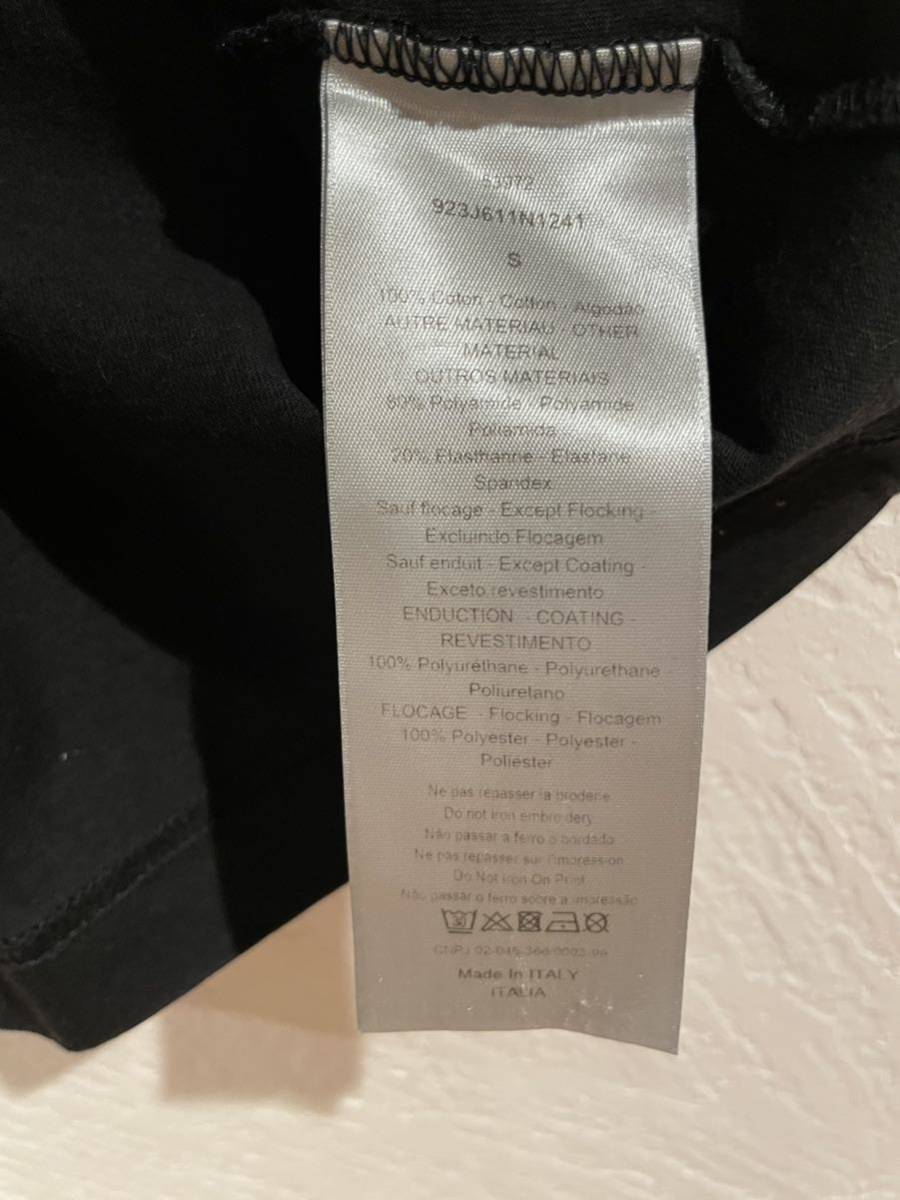 923J611N1241
S
100% Coton - Cotton - Algodão
AUTRE MATERIAU - OTHER
MATERIAL
OUTROS MATERIAIS
80% Polyamide - Polyamide
Poliamida
20% Elasthanne - Elastane
Spandex
Sauf flocage - Except Flocking -
Excluindo Flocagem
Sauf enduit - Except Coating -
Exceto revestimento
ENDUCTION - COATING -
REVESTIMENTO
100% Polyuréthane - Polyurethane
Poliuretano
FLOCAGE - Flocking - Flocagem
100% Polyester - Polyester -
Poliéster
Ne pas repasser la broderie
Do not iron embroidery
Não passar a ferro o bordado
Ne pas repasser sur l'impression
Do Not Iron On Print
Não passar o ferro sobre a impressão
CNPJ
Made In ITALY
ITALIA